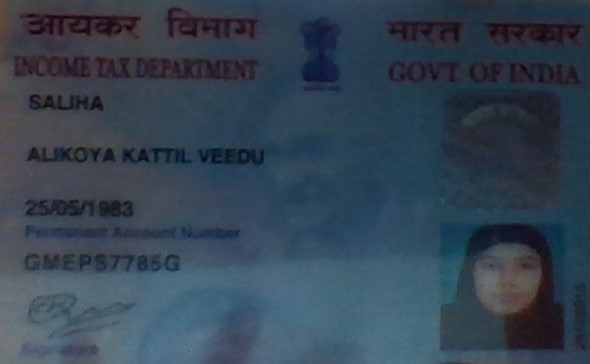 आयकर विभाग
भारत सरकार
INCOME TAX DEPARTMENT
GOVT OF INDIA
SALIHA
ALIKOYA KATTIL VEEDU
25/05/1983
Permanent Account Number
GMEPS7785G
Signature